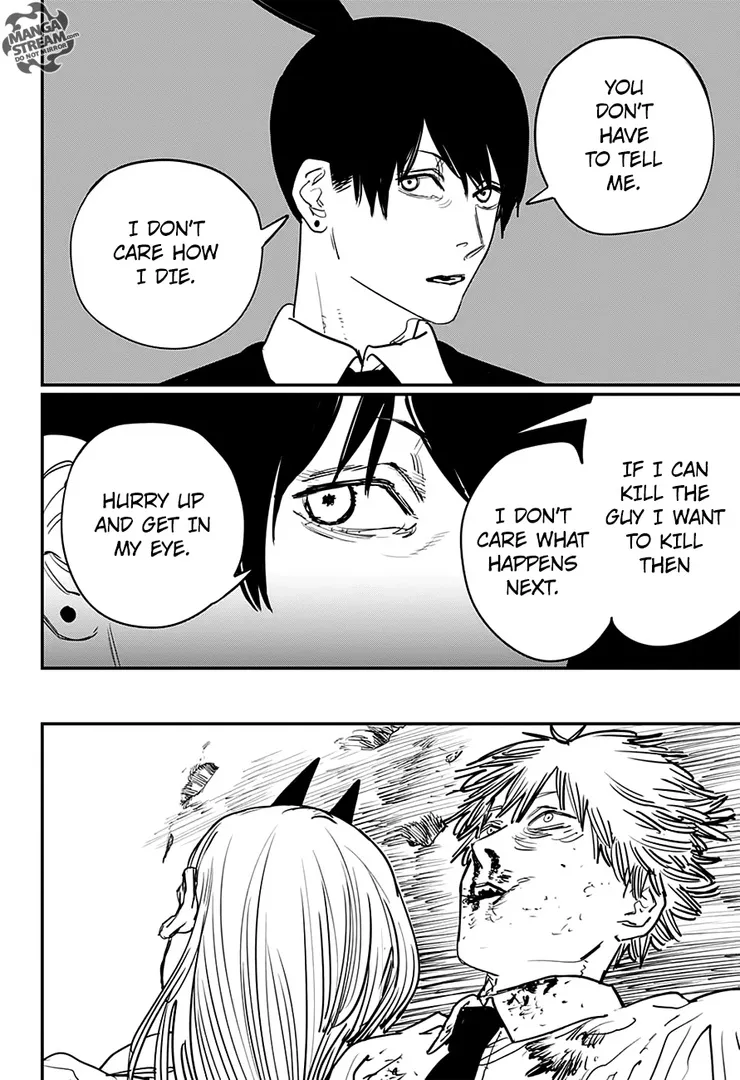 MANGA
STREAM.com
DO NOT MIRROR
YOU
DON'T
HAVE
TO TELL
ME.
I DON'T
CARE HOW
I DIE.
IF I CAN
KILL THE
GUY I WANT
TO KILL
THEN
I DON'T
CARE WHAT
HAPPENS
NEXT.
HURRY UP
AND GET IN
MY EYE.